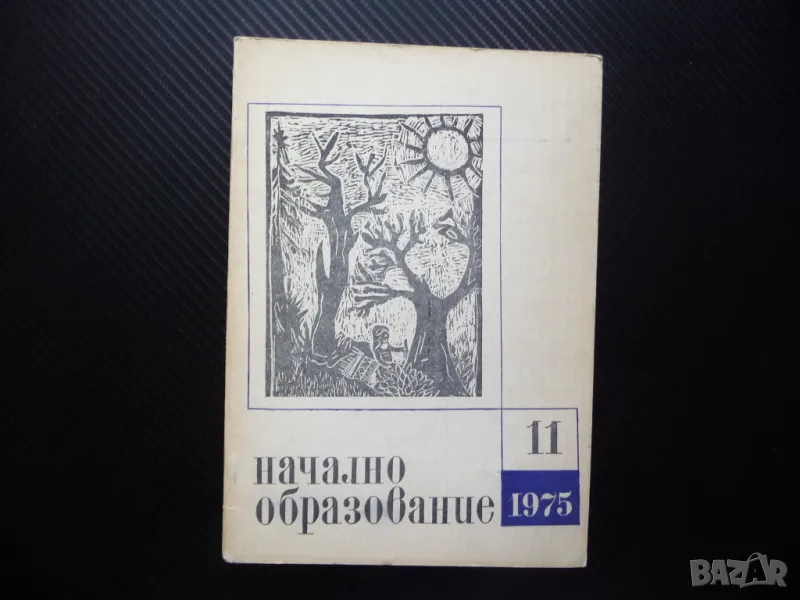 11
1975
начално
образование
BAZAR